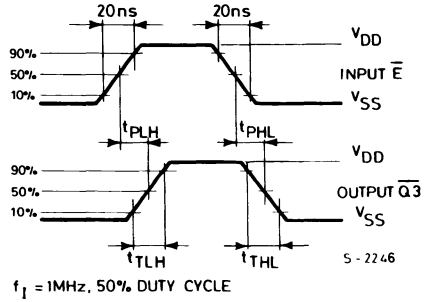 20ns 20ns
V_DD
90%
50%
INPUT E̅
10%
V_SS
t_PLH t_PHL
V_DD
90%
50%
OUTPUT Q̅3̅
10%
V_SS
t_TLH t_THL
S-2246
f_I = 1MHz, 50% DUTY CYCLE